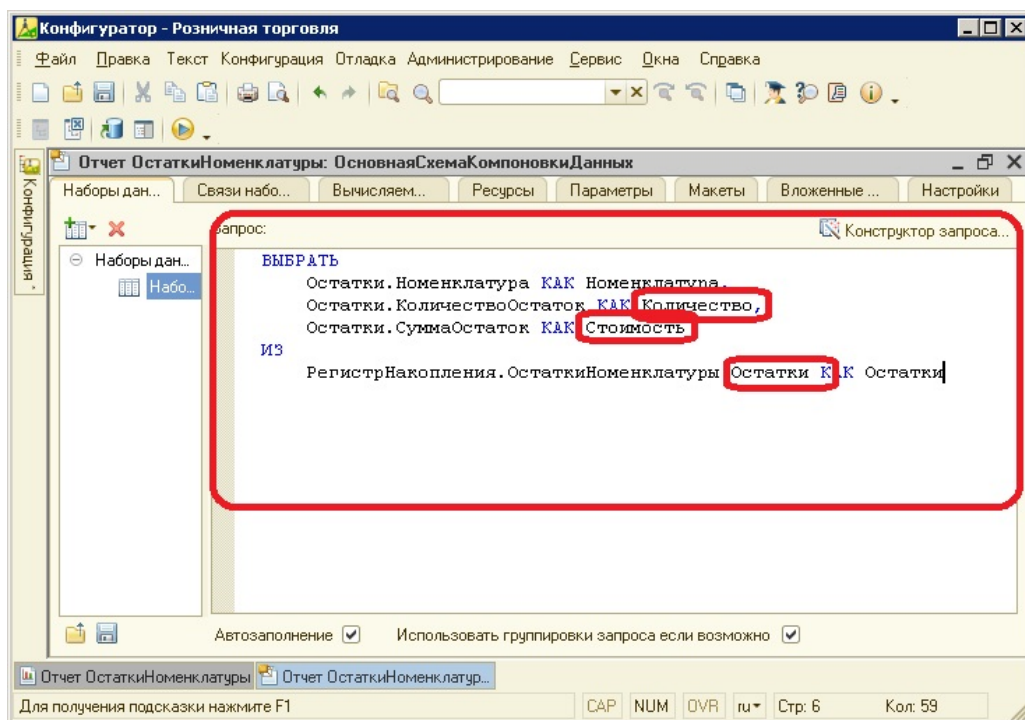 Конфигуратор - Розничная торговля
Файл Правка Текст Конфигурация Отладка Администрирование Сервис Окна Справка
Отчет ОстаткиНоменклатуры: ОсновнаяСхемаКомпоновкиДанных
Конфигурация
Наборы дан... Связи набо... Вычисляем... Ресурсы Параметры Макеты Вложенные ... Настройки
Запрос:
Конструктор запроса...
Наборы дан...
Набо...
ВЫБРАТЬ
Остатки.Номенклатура КАК Номенклатура,
Остатки.КоличествоОстаток КАК Количество,
Остатки.СуммаОстаток КАК Стоимость
ИЗ
РегистрНакопления.ОстаткиНоменклатуры Остатки КАК Остатки
Автозаполнение Использовать группировки запроса если возможно
Отчет ОстаткиНоменклатуры Отчет ОстаткиНоменклатур...
Для получения подсказки нажмите F1 CAP NUM OVR ru Стр: 6 Кол: 59